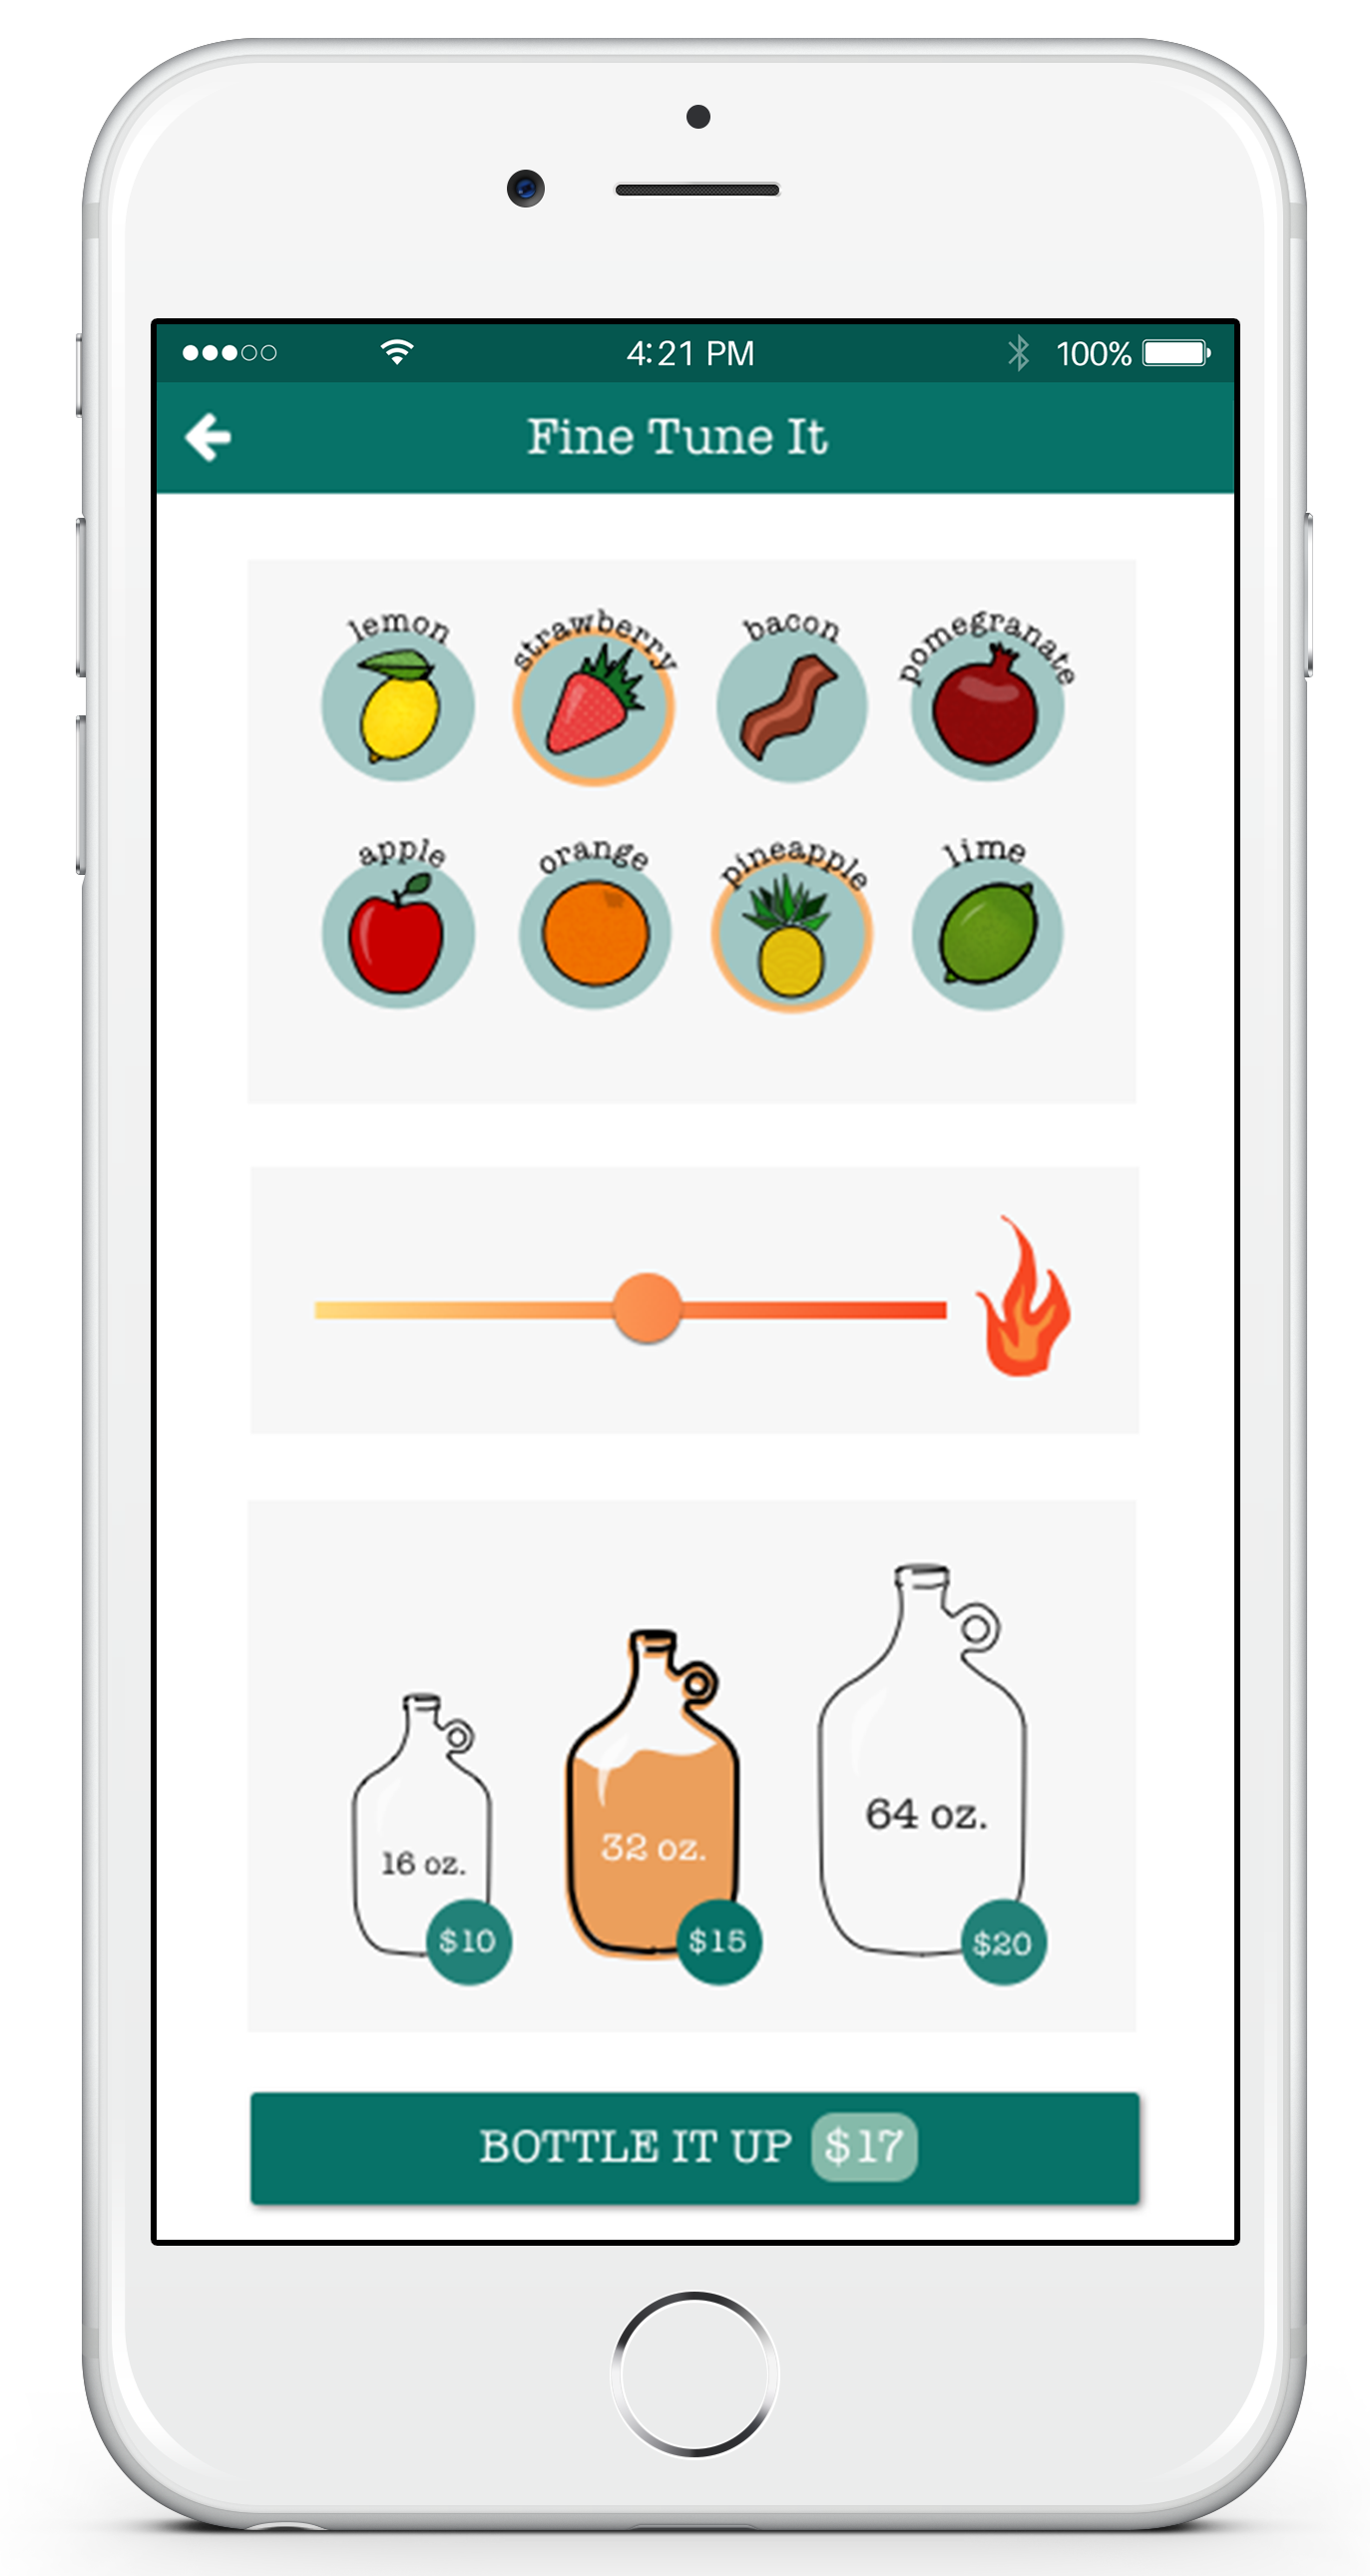 4:21 PM 100%
Fine Tune It
lemon strawberry bacon pomegranate
apple orange pineapple lime
16 oz. 32 oz. 64 oz.
$10 $15 $20
BOTTLE IT UP $17